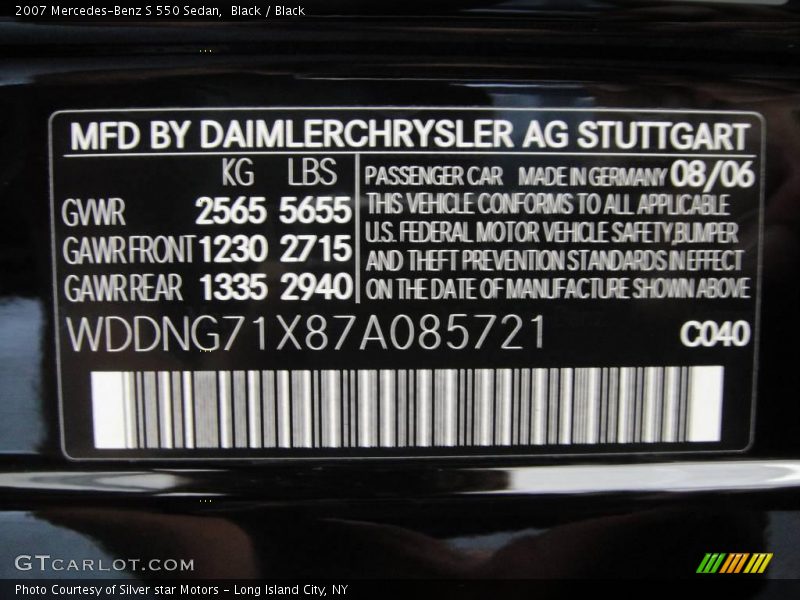 2007 Mercedes-Benz S 550 Sedan, Black / Black
MFD BY DAIMLERCHRYSLER AG STUTTGART
KG LBS
GVWR 2565 5655
GAWR FRONT 1230 2715
GAWR REAR 1335 2940
PASSENGER CAR MADE IN GERMANY 08/06
THIS VEHICLE CONFORMS TO ALL APPLICABLE
U.S. FEDERAL MOTOR VEHICLE SAFETY,BUMPER
AND THEFT PREVENTION STANDARDS IN EFFECT
ON THE DATE OF MANUFACTURE SHOWN ABOVE
WDDNG71X87A085721 C040
GTCARLOT.COM
Photo Courtesy of Silver star Motors - Long Island City, NY